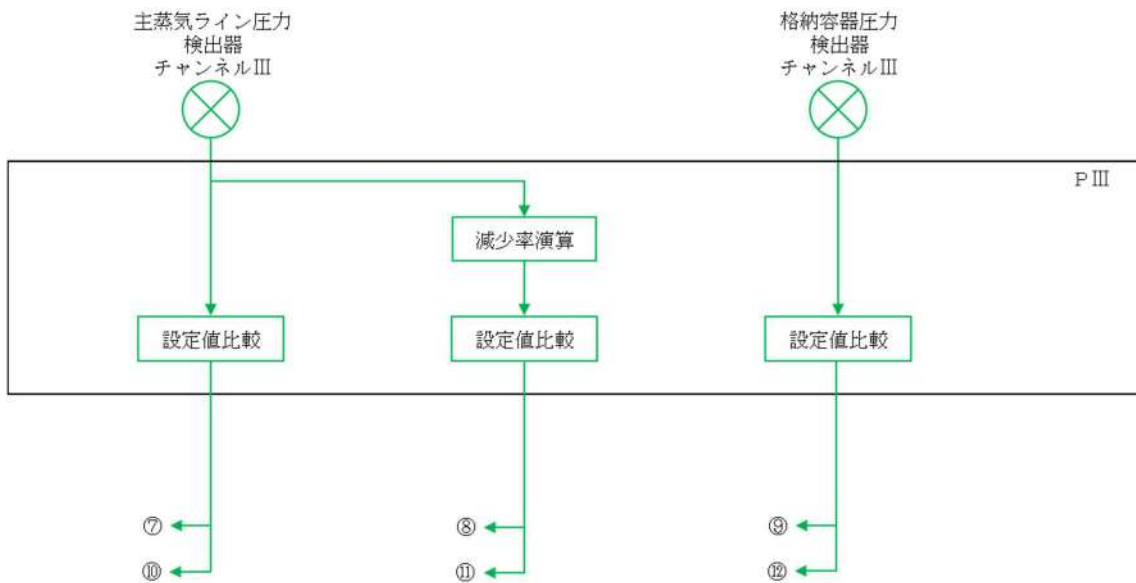 主蒸気ライン圧力
検出器
チャンネルⅢ
格納容器圧力
検出器
チャンネルⅢ
PⅢ
減少率演算
設定値比較
設定値比較
設定値比較
⑦
⑧
⑨
⑩
⑪
⑫